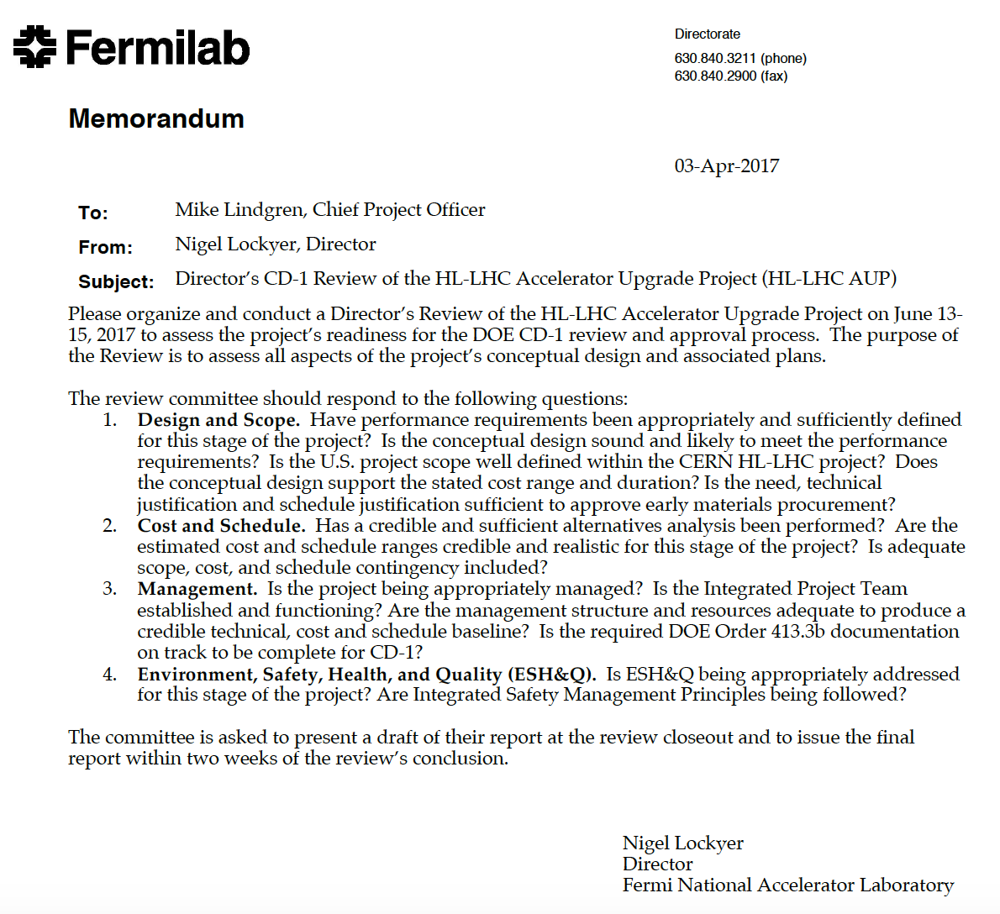 Fermilab
Directorate
630.840.3211 (phone)
630.840.2900 (fax)
Memorandum
03-Apr-2017
To: Mike Lindgren, Chief Project Officer
From: Nigel Lockyer, Director
Subject: Director’s CD-1 Review of the HL-LHC Accelerator Upgrade Project (HL-LHC AUP)
Please organize and conduct a Director’s Review of the HL-LHC Accelerator Upgrade Project on June 13-
15, 2017 to assess the project’s readiness for the DOE CD-1 review and approval process.  The purpose of
the Review is to assess all aspects of the project’s conceptual design and associated plans.
The review committee should respond to the following questions:
1. Design and Scope.  Have performance requirements been appropriately and sufficiently defined
for this stage of the project?  Is the conceptual design sound and likely to meet the performance
requirements?  Is the U.S. project scope well defined within the CERN HL-LHC project?  Does
the conceptual design support the stated cost range and duration? Is the need, technical
justification and schedule justification sufficient to approve early materials procurement?
2. Cost and Schedule.  Has a credible and sufficient alternatives analysis been performed?  Are the
estimated cost and schedule ranges credible and realistic for this stage of the project?  Is adequate
scope, cost, and schedule contingency included?
3. Management.  Is the project being appropriately managed?  Is the Integrated Project Team
established and functioning? Are the management structure and resources adequate to produce a
credible technical, cost and schedule baseline?  Is the required DOE Order 413.3b documentation
on track to be complete for CD-1?
4. Environment, Safety, Health, and Quality (ESH&Q).  Is ESH&Q being appropriately addressed
for this stage of the project? Are Integrated Safety Management Principles being followed?
The committee is asked to present a draft of their report at the review closeout and to issue the final
report within two weeks of the review’s conclusion.
Nigel Lockyer
Director
Fermi National Accelerator Laboratory